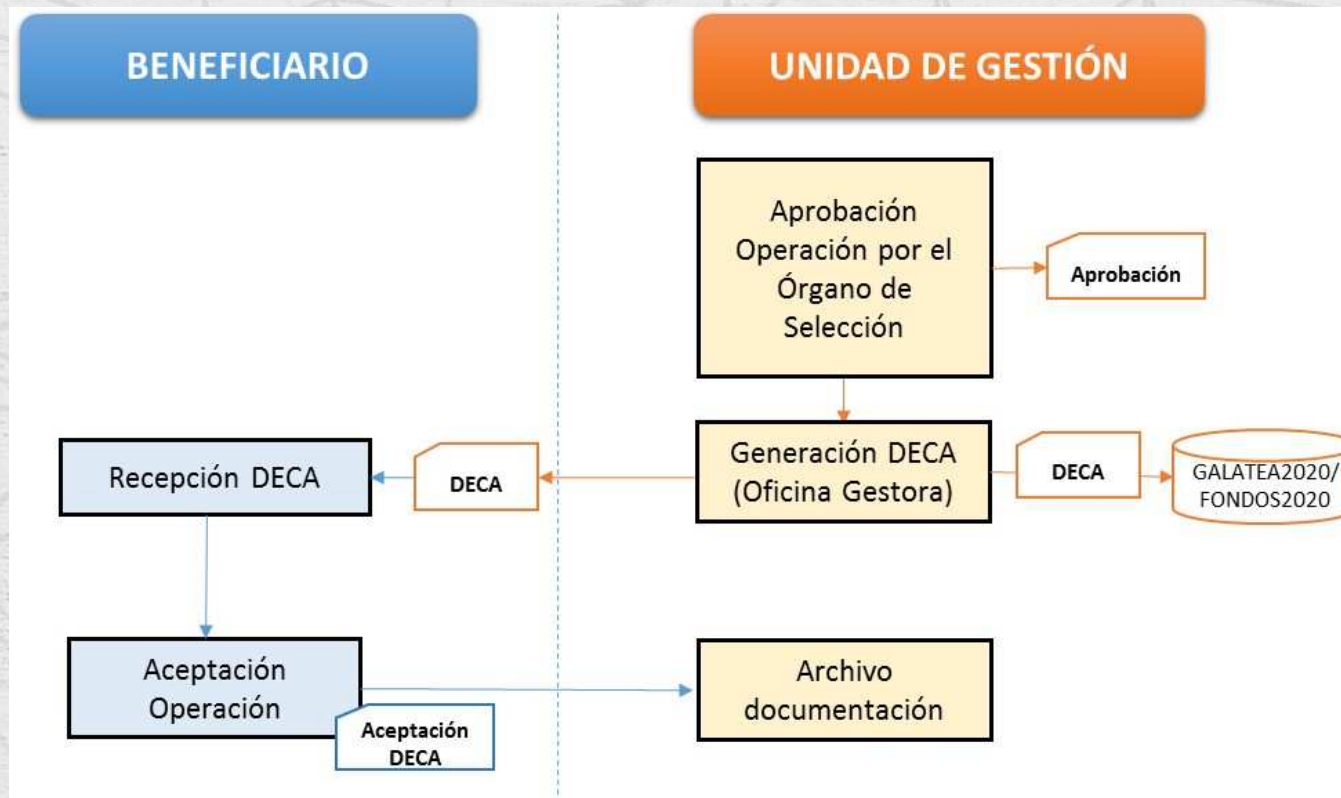 BENEFICIARIO
UNIDAD DE GESTIÓN
Aprobación
Operación por el
Órgano de
Selección
Aprobación
Recepción DECA
DECA
Generación DECA
(Oficina Gestora)
DECA
GALATEA2020/
FONDOS2020
Aceptación
Operación
Aceptación
DECA
Archivo
documentación